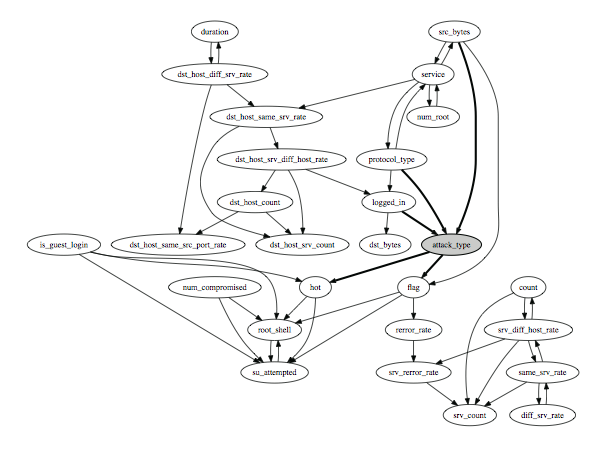 duration
src_bytes
dst_host_diff_srv_rate
service
dst_host_same_srv_rate
num_root
dst_host_srv_diff_host_rate
protocol_type
dst_host_count
logged_in
is_guest_login
dst_host_same_src_port_rate
dst_host_srv_count
dst_bytes
attack_type
num_compromised
hot
flag
count
root_shell
rerror_rate
srv_diff_host_rate
su_attempted
srv_rerror_rate
same_srv_rate
srv_count
diff_srv_rate